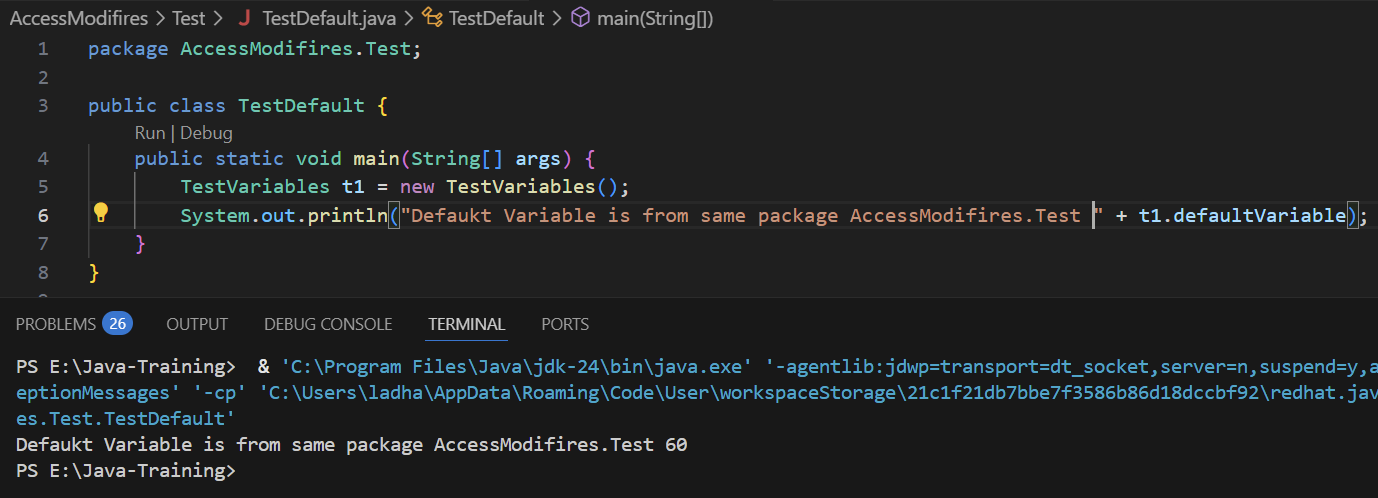 AccessModifires > Test > J TestDefault.java > TestDefault > main(String[])
1 package AccessModifires.Test;
2
3 public class TestDefault {
Run | Debug
4 public static void main(String[] args) {
5 TestVariables t1 = new TestVariables();
6 System.out.println("Defaukt Variable is from same package AccessModifires.Test " + t1.defaultVariable);
7 }
8 }
PROBLEMS 26 OUTPUT DEBUG CONSOLE TERMINAL PORTS
PS E:\Java-Training>  & 'C:\Program Files\Java\jdk-24\bin\java.exe' '-agentlib:jdwp=transport=dt_socket,server=n,suspend=y,a
eptionMessages' '-cp' 'C:\Users\ladha\AppData\Roaming\Code\User\workspaceStorage\21c1f21db7bbe7f3586b86d18dccbf92\redhat.jav
es.Test.TestDefault'
Defaukt Variable is from same package AccessModifires.Test 60
PS E:\Java-Training>